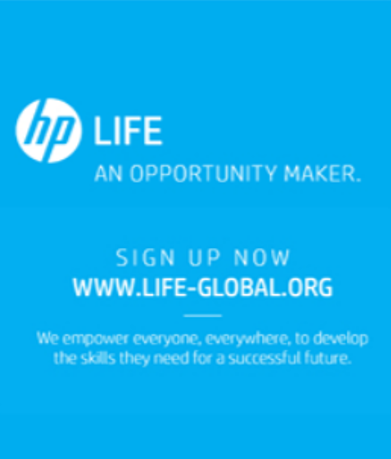 hp LIFE
AN OPPORTUNITY MAKER.
SIGN UP NOW
WWW.LIFE-GLOBAL.ORG
We empower everyone, everywhere, to develop
the skills they need for a successful future.